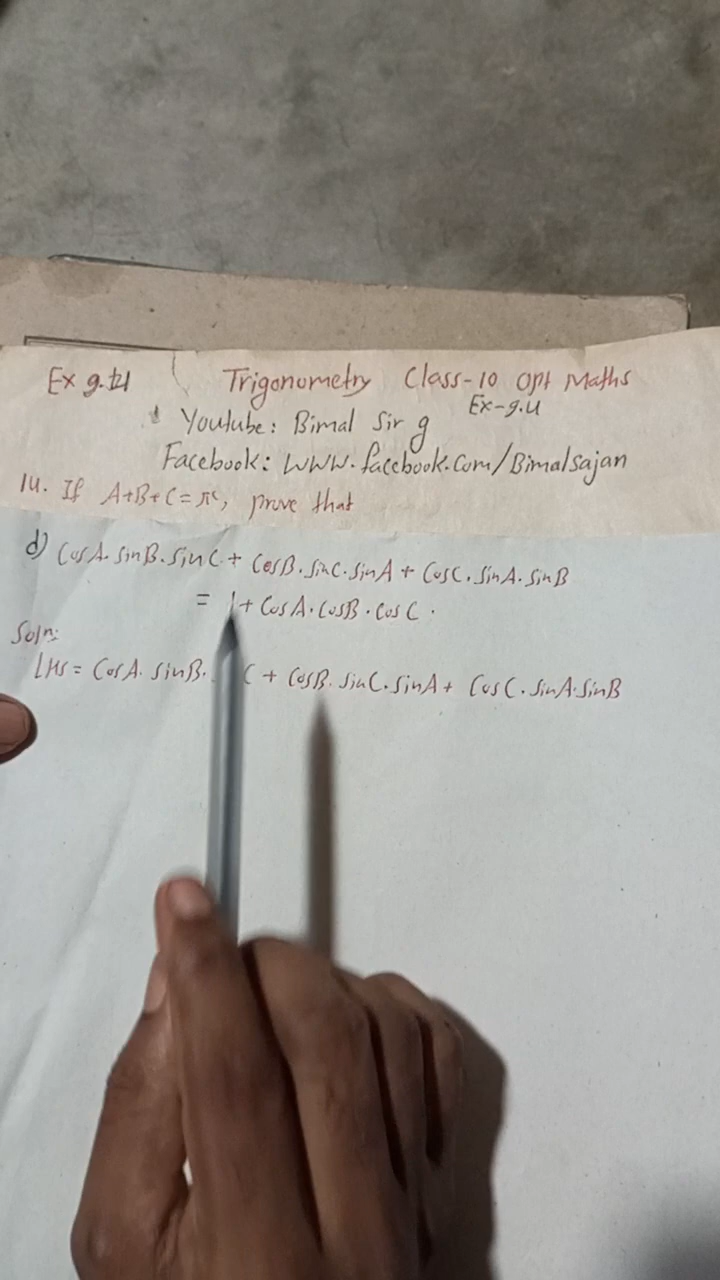 Ex 9.4 Trigonometry Class-10 Opt Maths
Ex-9.4
Youtube: Bimal Sir g
Facebook: WWW.facebook.com/Bimalsajan
14. If A+B+C=πᶜ, prove that
d) CosA.SinB.SinC + CosB.SinC.SinA + CosC.SinA.SinB
= 1+CosA.CosB.CosC.
Soln:
LHS = CosA. SinB. C + CosB. SinC.SinA + CosC.SinA.SinB